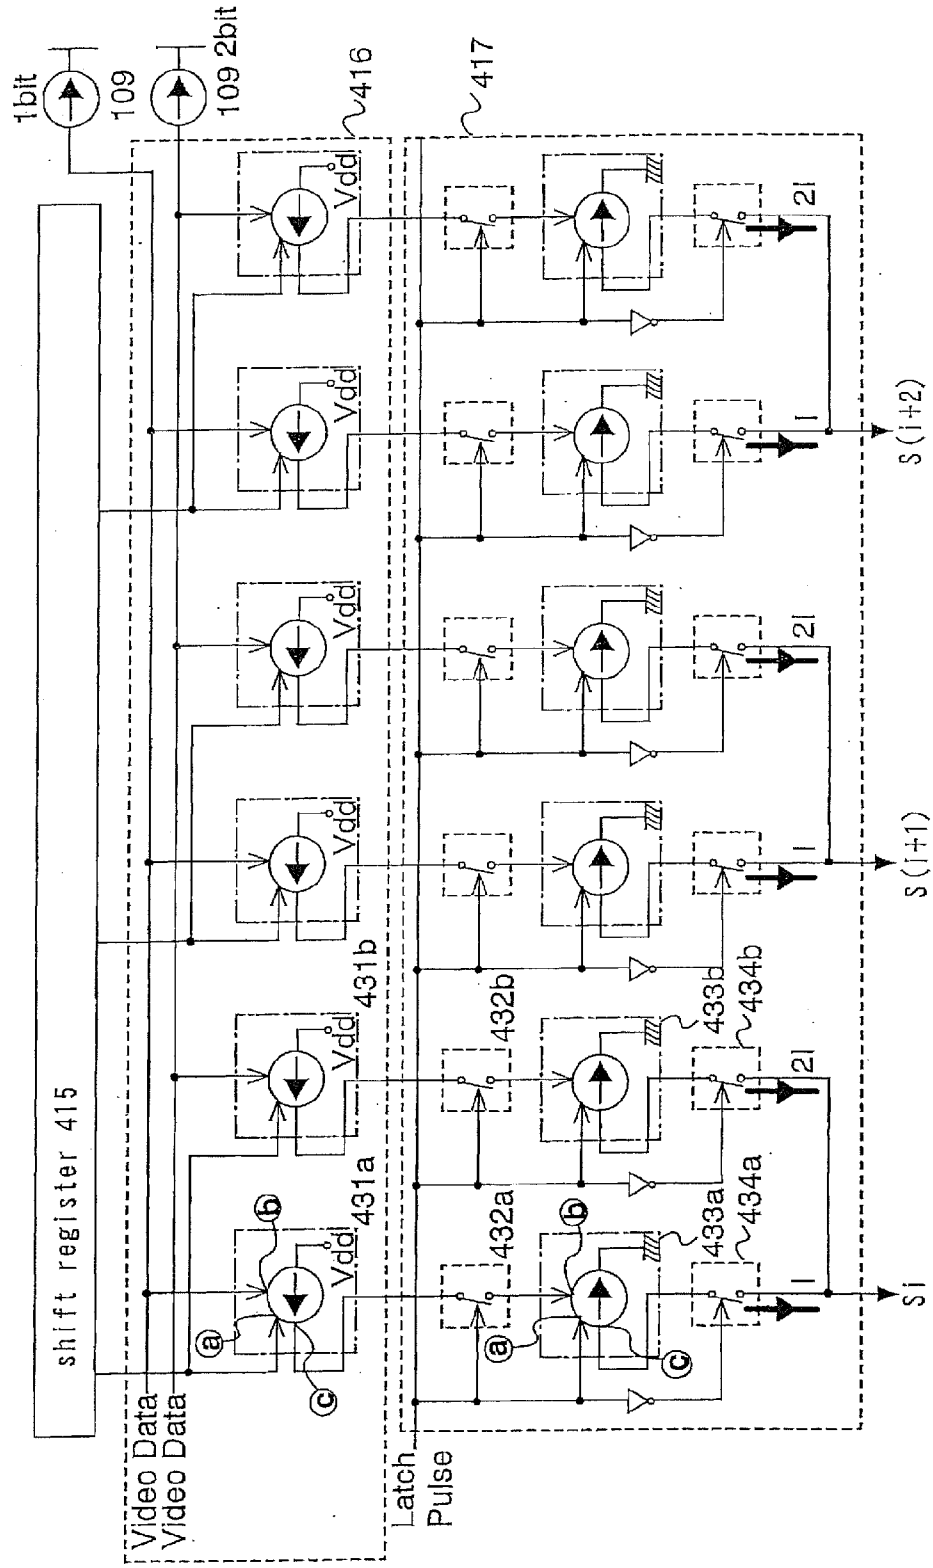 shift register 415
1bit
109
109 2bit
Video Data
Video Data
416
ⓐ
ⓑ
ⓒ
Vdd
431a
Vdd
431b
Vdd
Vdd
Vdd
Vdd
Latch
Pulse
417
432a
432b
ⓐ
ⓑ
ⓒ
433a
433b
434a
434b
I
2I
I
2I
I
2I
Si
S(i+1)
S(i+2)